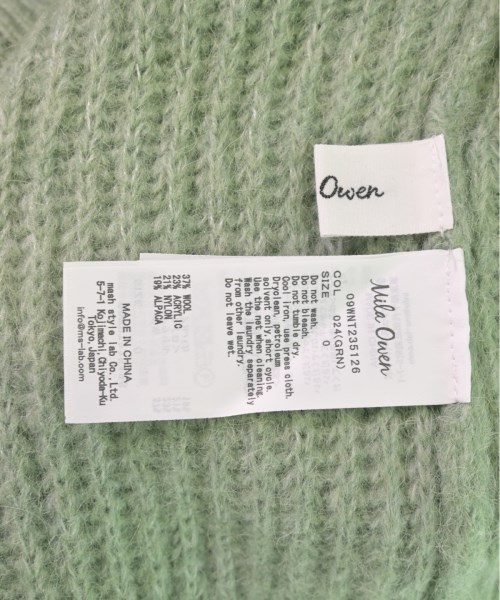 Owen
Mila Owen
09WNT235126
COL 024(GRN)
SIZE 0
Do not wash.
Do not bleach.
Do not tumble dry.
Cool iron, use press cloth.
Dryclean, petroleum
solvent only,short cycle.
Use the net when cleaning.
Wash the laundry separately
from other laundry.
Do not leave wet.
37% WOOL
23% ACRYLIC
21% NYLON
19% ALPACA
MADE IN CHINA
mash style lab Co., Ltd.
5-7-1 Kojimachi, Chiyoda-Ku
Tokyo, Japan
info@na-lab.com